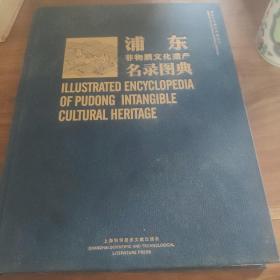 浦东
非物质文化遗产
名录图典
ILLUSTRATED ENCYCLOPEDIA
OF PUDONG INTANGIBLE
CULTURAL HERITAGE
上海科学技术文献出版社
SHANGHAI SCIENTIFIC AND TECHNOLOGICAL
LITERATURE PRESS